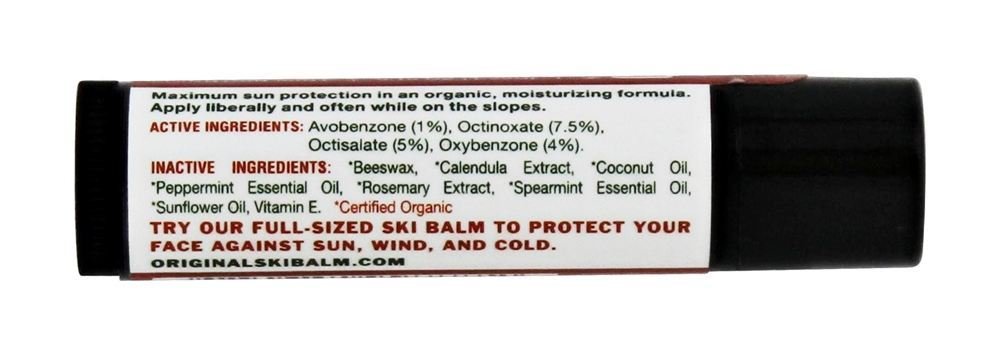 Maximum sun protection in an organic, moisturizing formula.
Apply liberally and often while on the slopes.
ACTIVE INGREDIENTS: Avobenzone (1%), Octinoxate (7.5%),
Octisalate (5%), Oxybenzone (4%).
INACTIVE INGREDIENTS: *Beeswax, *Calendula Extract, *Coconut Oil,
*Peppermint Essential Oil, *Rosemary Extract, *Spearmint Essential Oil,
*Sunflower Oil, Vitamin E. *Certified Organic
TRY OUR FULL-SIZED SKI BALM TO PROTECT YOUR
FACE AGAINST SUN, WIND, AND COLD.
ORIGINALSKIBALM.COM